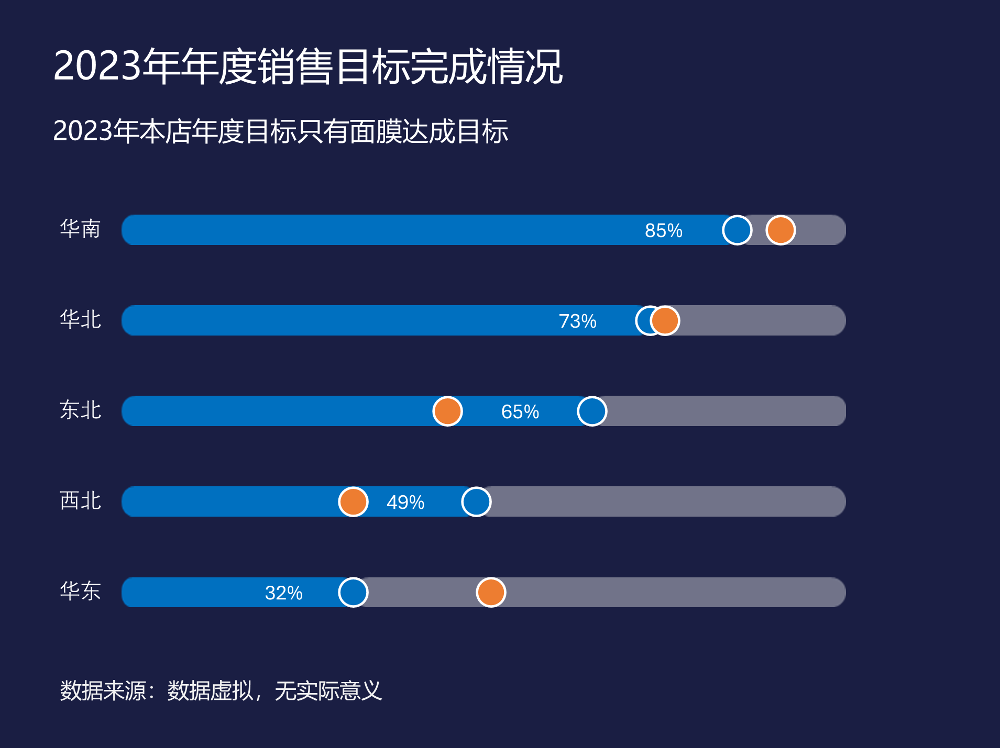 2023年年度销售目标完成情况
2023年本店年度目标只有面膜达成目标
华南 85%
华北 73%
东北 65%
西北 49%
华东 32%
数据来源：数据虚拟，无实际意义